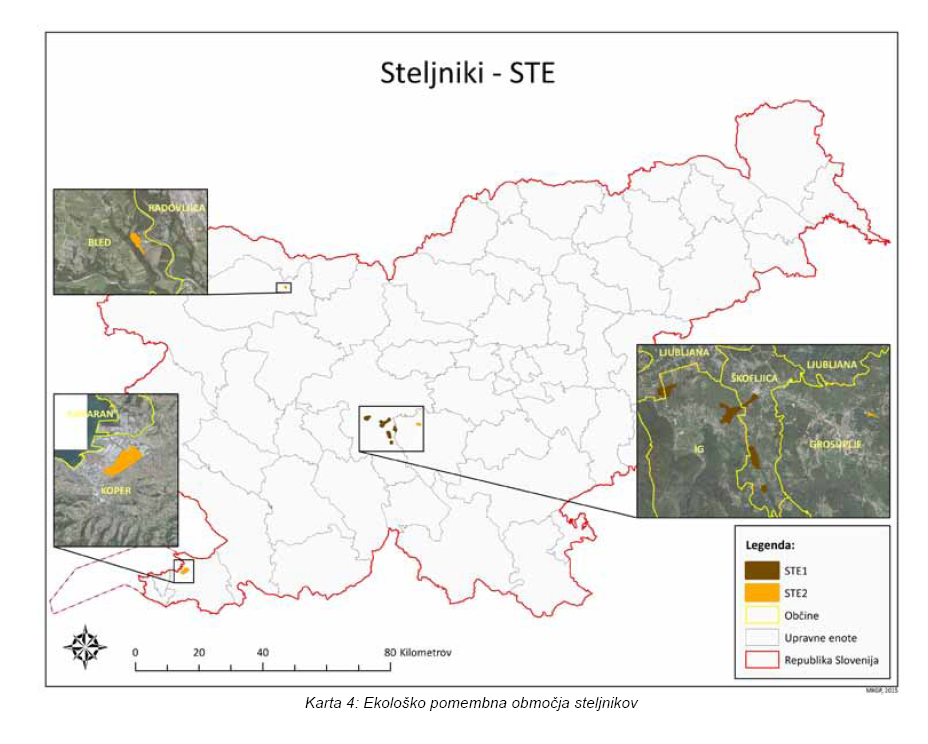 Steljniki - STE
RADOVLJICA
BLED
LJUBLJANA
ŠKOFLJICA
LJUBLJANA
IG
GROSUPLJE
KOPER
Legenda:
STE1
STE2
Občine
Upravne enote
Republika Slovenija
0 20 40 80 Kilometrov
MKGP, 2015
Karta 4: Ekološko pomembna območja steljnikov